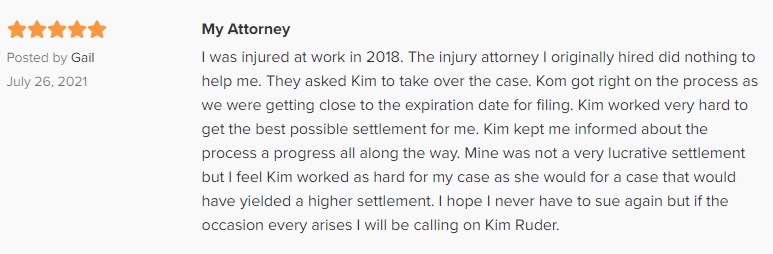 My Attorney
Posted by Gail
July 26, 2021
I was injured at work in 2018. The injury attorney I originally hired did nothing to
help me. They asked Kim to take over the case. Kom got right on the process as
we were getting close to the expiration date for filing. Kim worked very hard to
get the best possible settlement for me. Kim kept me informed about the
process a progress all along the way. Mine was not a very lucrative settlement
but I feel Kim worked as hard for my case as she would for a case that would
have yielded a higher settlement. I hope I never have to sue again but if the
occasion every arises I will be calling on Kim Ruder.